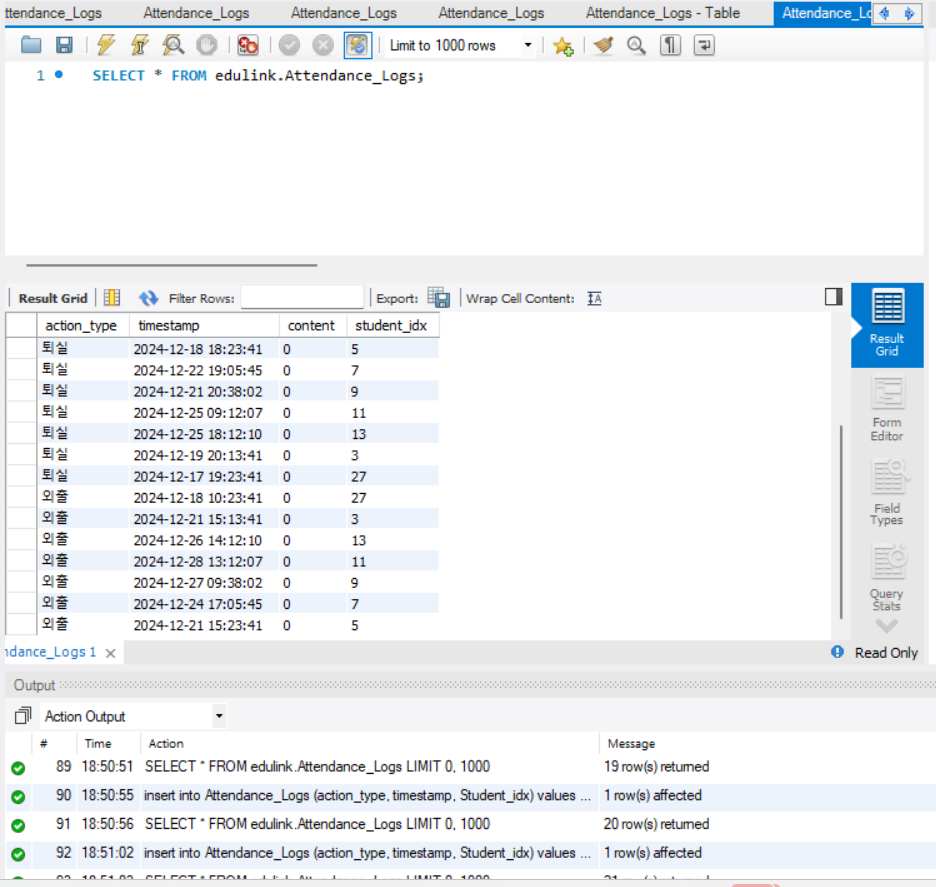 ttendance_Logs Attendance_Logs Attendance_Logs Attendance_Logs Attendance_Logs - Table Attendance_Lo
Limit to 1000 rows
1 SELECT * FROM edulink.Attendance_Logs;
Result Grid Filter Rows: Export: Wrap Cell Content:
action_type timestamp content student_idx
퇴실 2024-12-18 18:23:41 0 5
퇴실 2024-12-22 19:05:45 0 7
퇴실 2024-12-21 20:38:02 0 9
퇴실 2024-12-25 09:12:07 0 11
퇴실 2024-12-25 18:12:10 0 13
퇴실 2024-12-19 20:13:41 0 3
퇴실 2024-12-17 19:23:41 0 27
외출 2024-12-18 10:23:41 0 27
외출 2024-12-21 15:13:41 0 3
외출 2024-12-26 14:12:10 0 13
외출 2024-12-28 13:12:07 0 11
외출 2024-12-27 09:38:02 0 9
외출 2024-12-24 17:05:45 0 7
외출 2024-12-21 15:23:41 0 5
Result
Grid
Form
Editor
Field
Types
Query
Stats
ndance_Logs 1 Read Only
Output
Action Output
# Time Action Message
89 18:50:51 SELECT * FROM edulink.Attendance_Logs LIMIT 0, 1000 19 row(s) returned
90 18:50:55 insert into Attendance_Logs (action_type, timestamp, Student_idx) values ... 1 row(s) affected
91 18:50:56 SELECT * FROM edulink.Attendance_Logs LIMIT 0, 1000 20 row(s) returned
92 18:51:02 insert into Attendance_Logs (action_type, timestamp, Student_idx) values ... 1 row(s) affected